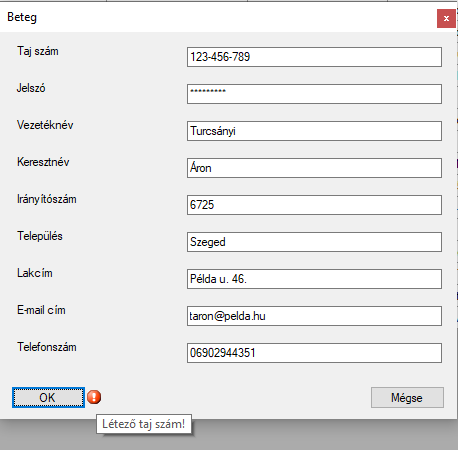 Beteg
x
Taj szám 123-456-789
Jelszó *********
Vezetéknév Turcsányi
Keresztnév Áron
Irányítószám 6725
Település Szeged
Lakcím Példa u. 46.
E-mail cím taron@pelda.hu
Telefonszám 06902944351
OK ! Mégse
Létező taj szám!